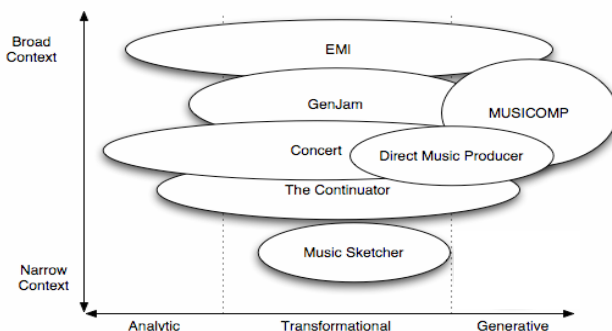 Broad
Context
EMI
GenJam
MUSICOMP
Concert
Direct Music Producer
The Continuator
Music Sketcher
Narrow
Context
Analytic
Transformational
Generative